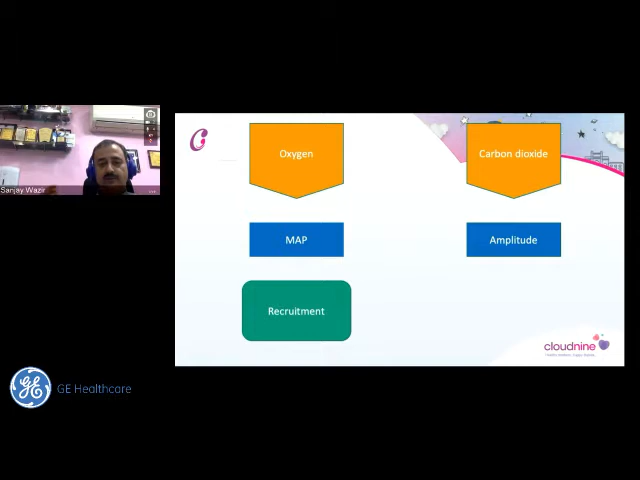 Sanjay Wazir
Oxygen
Carbon dioxide
MAP
Amplitude
Recruitment
cloudnine
GE Healthcare